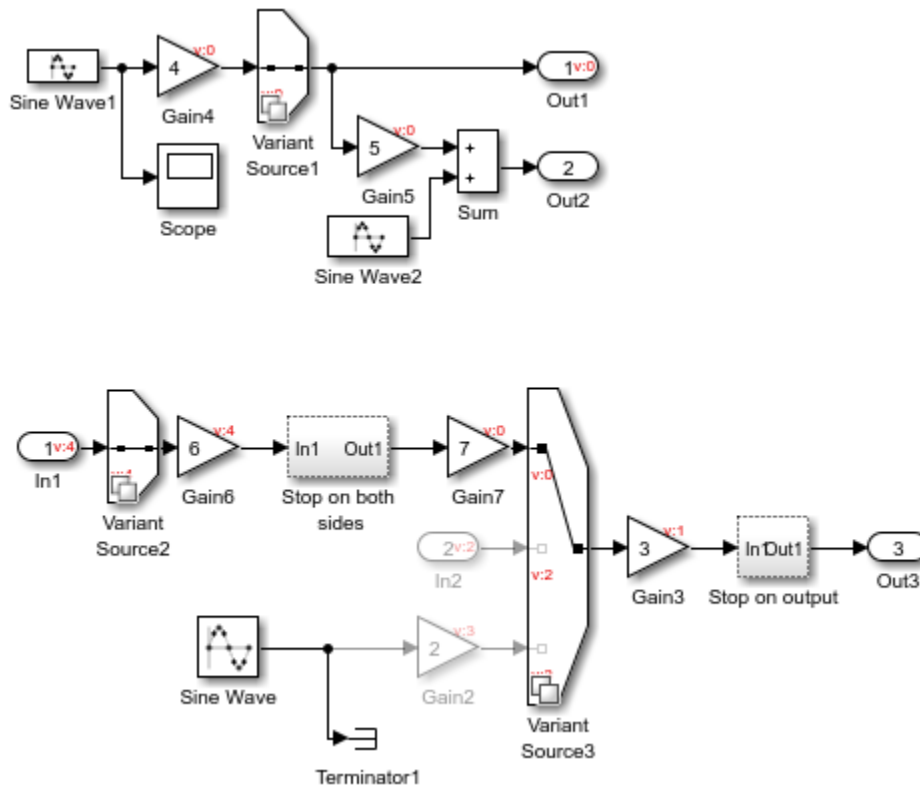 v:0
4
1
v:0
Sine Wave1
Gain4
Out1
Variant
Source1
v:0
5
+
+
2
Gain5
Sum
Out2
Scope
Sine Wave2
v:4
1
v:4
6
In1
Out1
v:0
7
In1
Gain6
Stop on both
sides
Gain7
v:0
Variant
Source2
2
v:2
In2
v:2
v:1
3
In1
Out1
3
Gain3
Stop on output
Out3
v:3
2
Sine Wave
Gain2
Variant
Source3
Terminator1